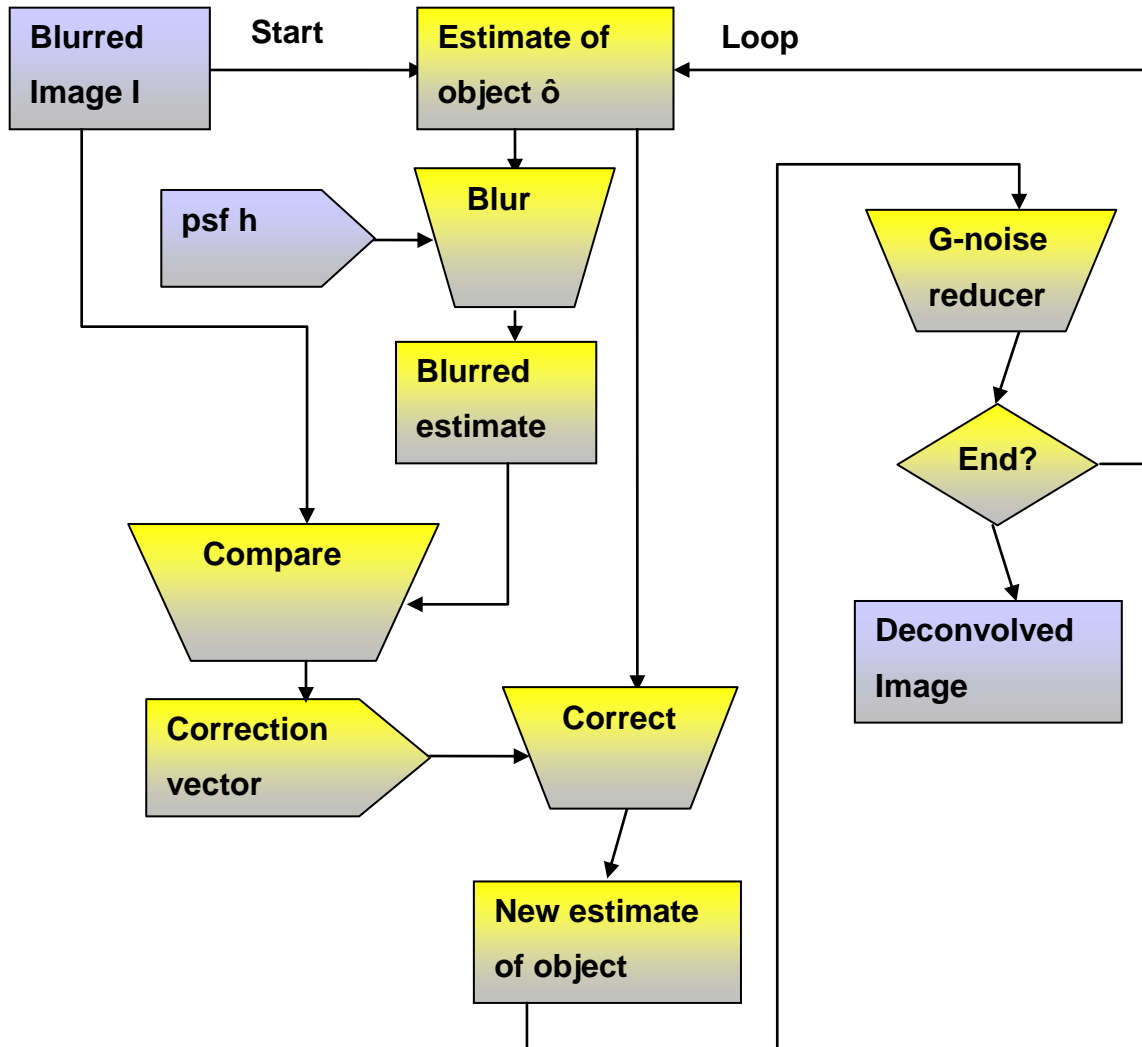 Blurred
Image I
Start
Estimate of
object ô
Loop
psf h
Blur
G-noise
reducer
Blurred
estimate
End?
Compare
Deconvolved
Image
Correction
vector
Correct
New estimate
of object